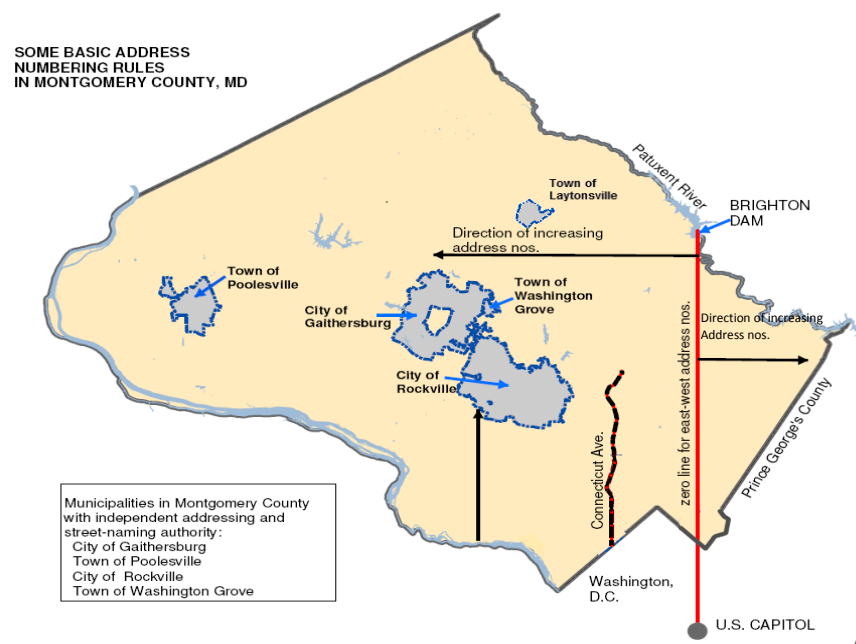 SOME BASIC ADDRESS
NUMBERING RULES
IN MONTGOMERY COUNTY, MD
Patuxent River
Town of
Laytonsville
BRIGHTON
DAM
Direction of increasing
address nos.
Town of
Poolesville
Town of
Washington
Grove
City of
Gaithersburg
zero line for east-west address nos.
Direction of increasing
Address nos.
City of
Rockville
Connecticut Ave.
Prince George's County
Municipalities in Montgomery County
with independent addressing and
street-naming authority:
City of Gaithersburg
Town of Poolesville
City of Rockville
Town of Washington Grove
Washington,
D.C.
U.S. CAPITOL